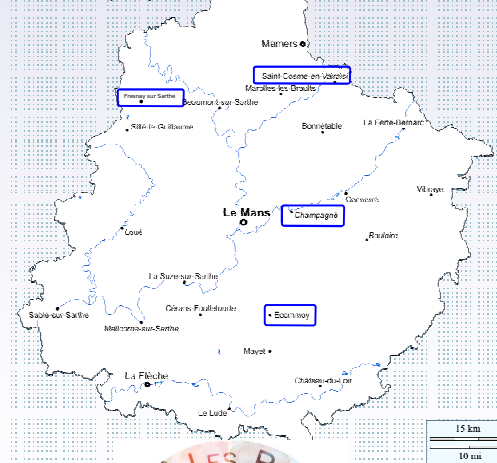 Mamers
Saint-Cosme-en-Vairais
Marolles-les-Braults
Fresnay sur Sarthe
Beaumont-sur-Sarthe
Sillé-le-Guillaume
Bonnétable
La Ferté-Bernard
Vibraye
Connerré
Le Mans
Champagné
Loué
Bouloire
La Suze-sur-Sarthe
Sablé-sur-Sarthe
Cérans-Foulletourte
Ecommoy
Malicorne-sur-Sarthe
Mayet
La Flèche
Château-du-Loir
Le Lude
15 km
10 mi
LES